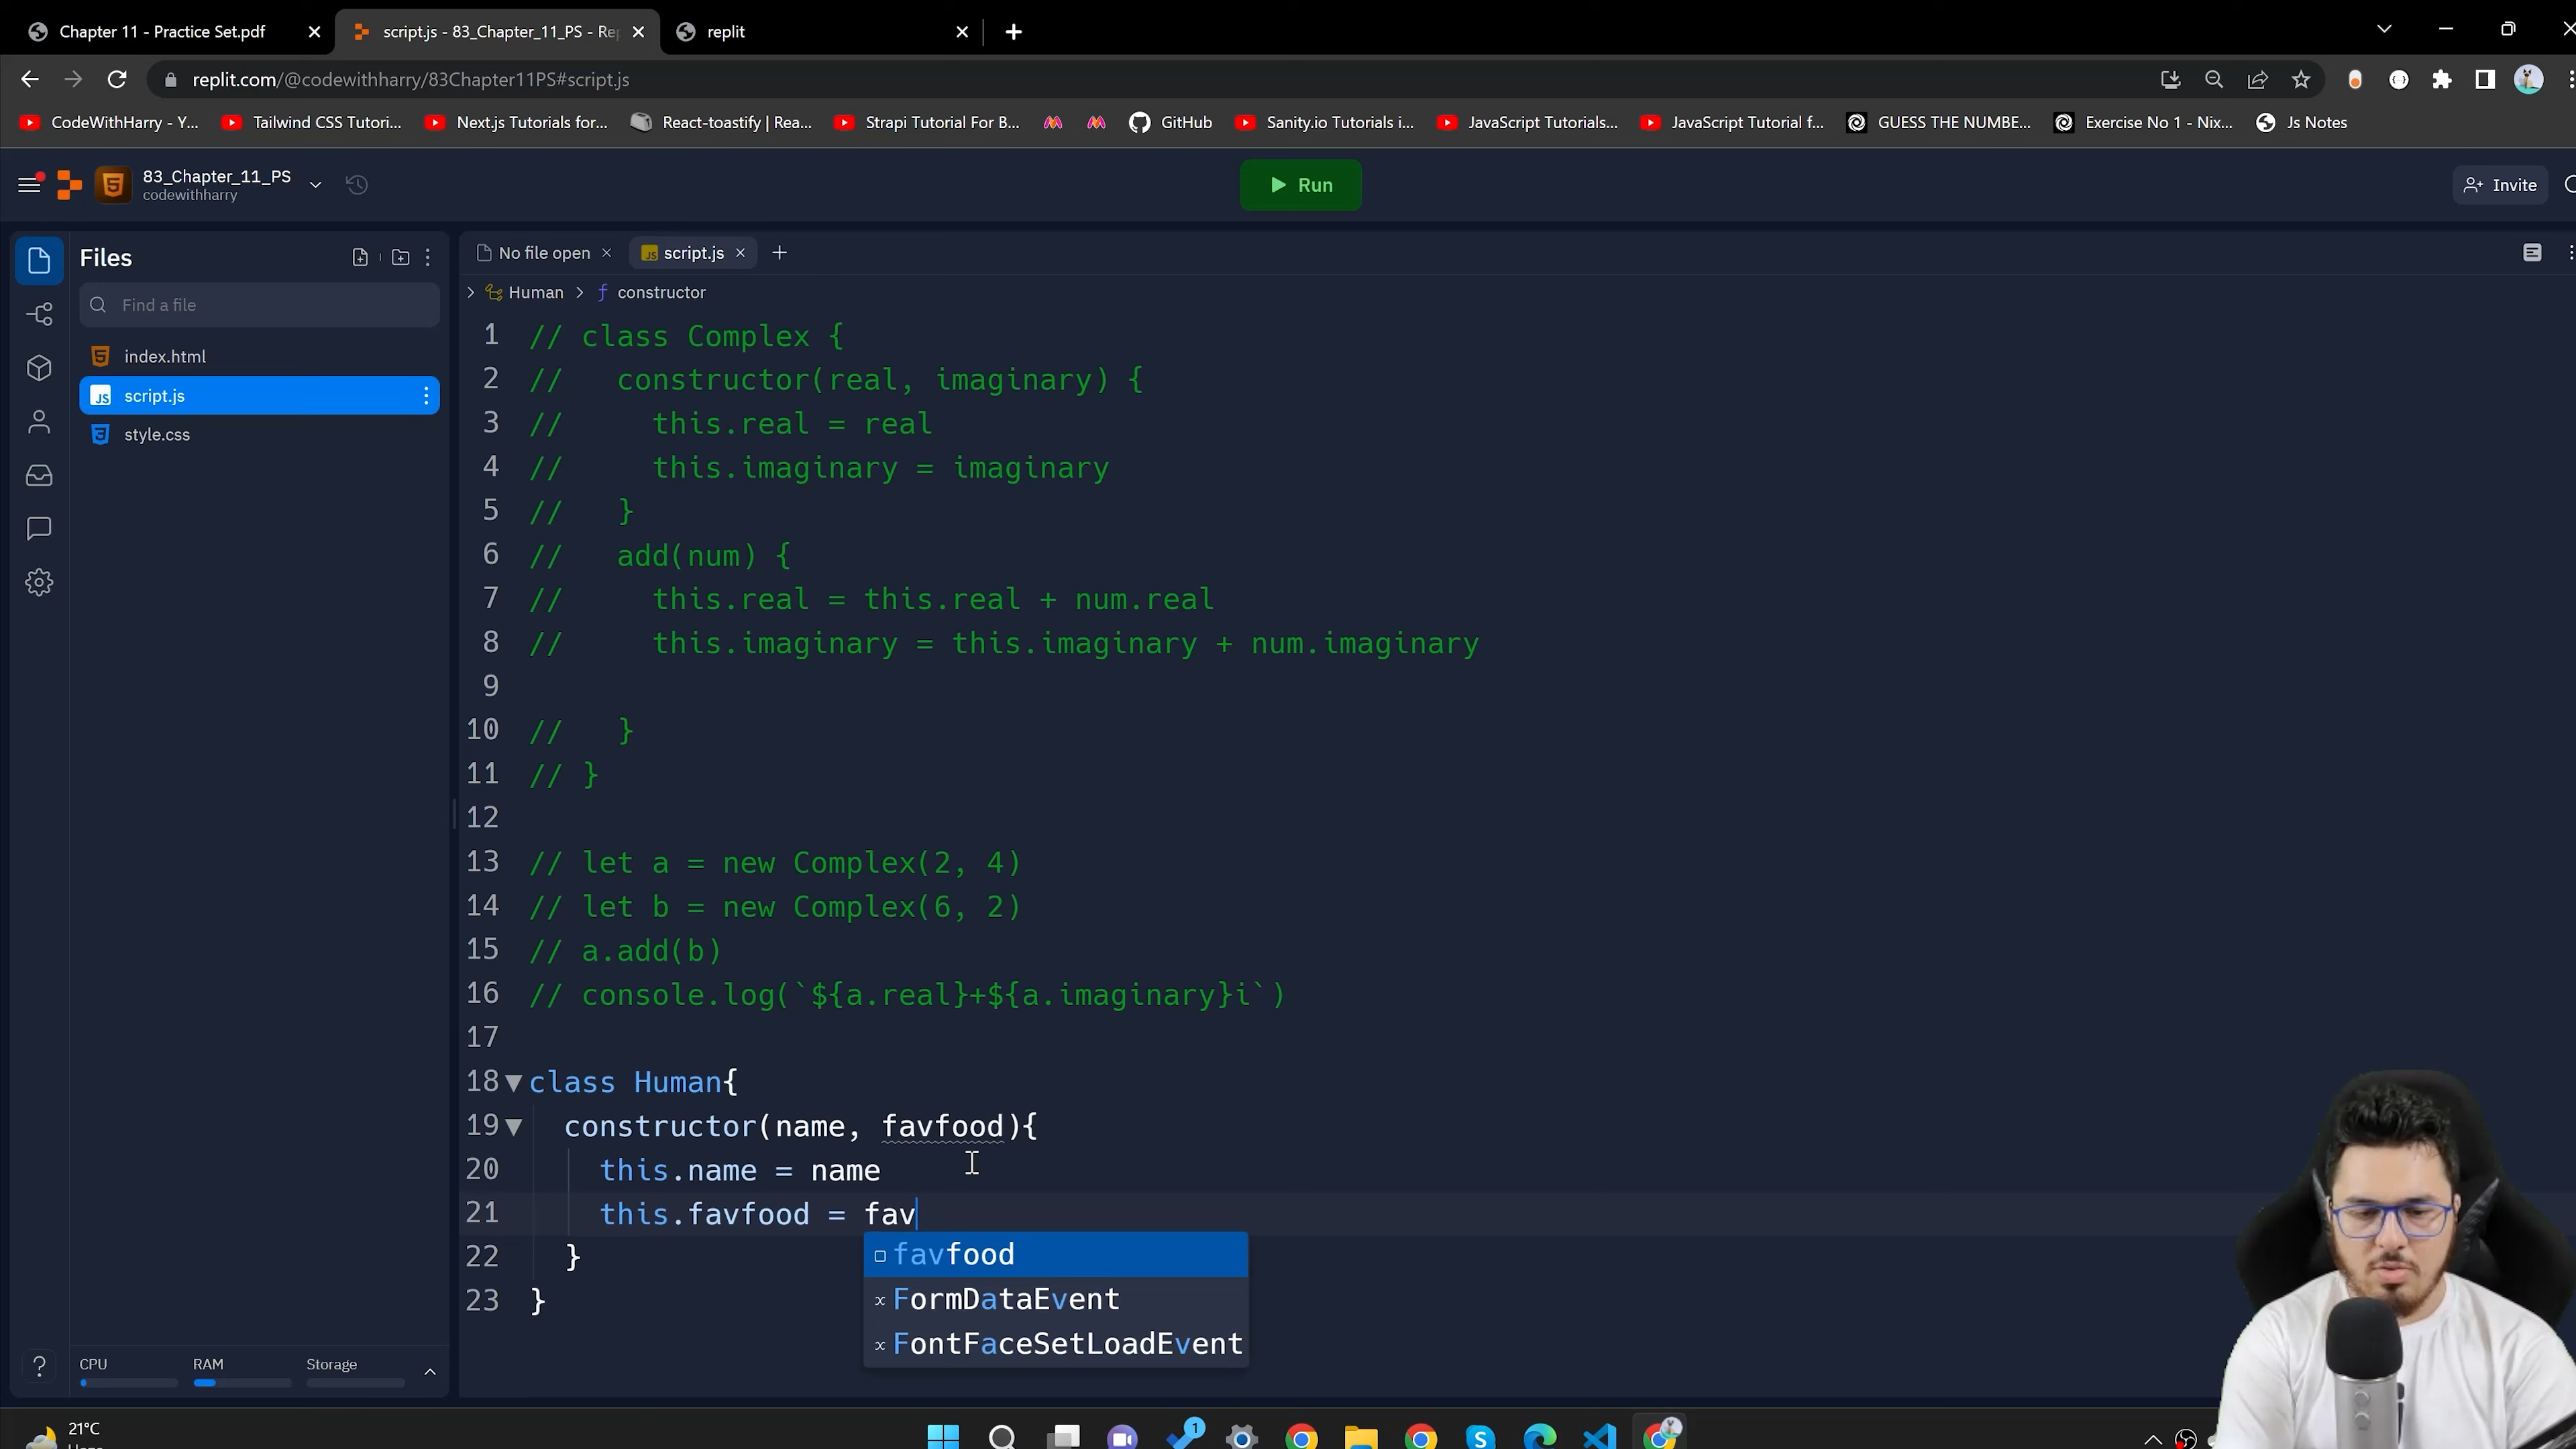 Chapter 11 - Practice Set.pdf
script.js - 83_Chapter_11_PS - Rep
replit
replit.com/@codewithharry/83Chapter11PS#script.js
CodeWithHarry - Y...
Tailwind CSS Tutori...
Next.js Tutorials for...
React-toastify | Rea...
Strapi Tutorial For B...
GitHub
Sanity.io Tutorials i...
JavaScript Tutorials...
JavaScript Tutorial f...
GUESS THE NUMBE...
Exercise No 1 - Nix...
Js Notes
83_Chapter_11_PS
codewithharry
Run
Invite
Files
Find a file
index.html
script.js
style.css
No file open
script.js
Human
constructor
1 // class Complex {
2 //   constructor(real, imaginary) {
3 //     this.real = real
4 //     this.imaginary = imaginary
5 //   }
6 //   add(num) {
7 //     this.real = this.real + num.real
8 //     this.imaginary = this.imaginary + num.imaginary
9
10 //   }
11 // }
12
13 // let a = new Complex(2, 4)
14 // let b = new Complex(6, 2)
15 // a.add(b)
16 // console.log(`${a.real}+${a.imaginary}i`)
17
18 class Human{
19   constructor(name, favfood){
20     this.name = name
21     this.favfood = fav
22   }
23 }
favfood
FormDataEvent
FontFaceSetLoadEvent
CPU
RAM
Storage
21°C
1